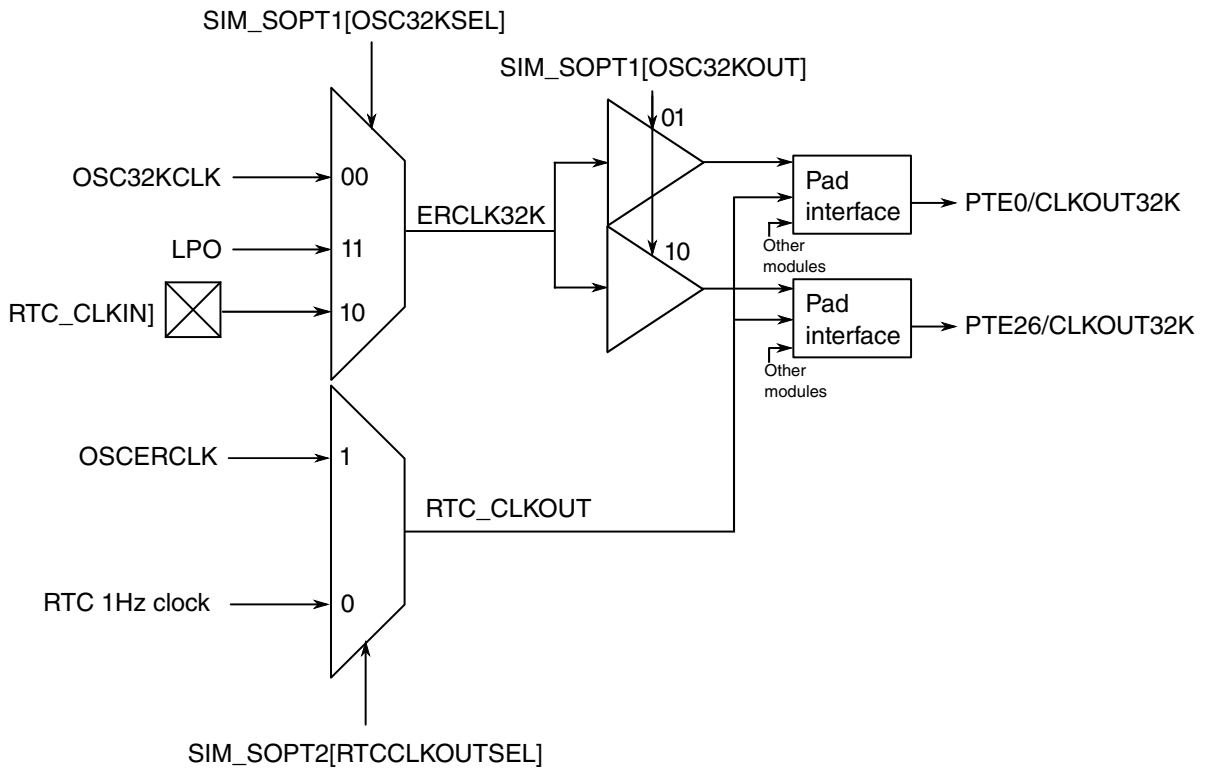 SIM_SOPT1[OSC32KSEL]
SIM_SOPT1[OSC32KOUT]
01
OSC32KCLK
00
Pad
interface
PTE0/CLKOUT32K
ERCLK32K
LPO
11
10
Other
modules
RTC_CLKIN]
10
Pad
interface
PTE26/CLKOUT32K
Other
modules
OSCERCLK
1
RTC_CLKOUT
RTC 1Hz clock
0
SIM_SOPT2[RTCCLKOUTSEL]